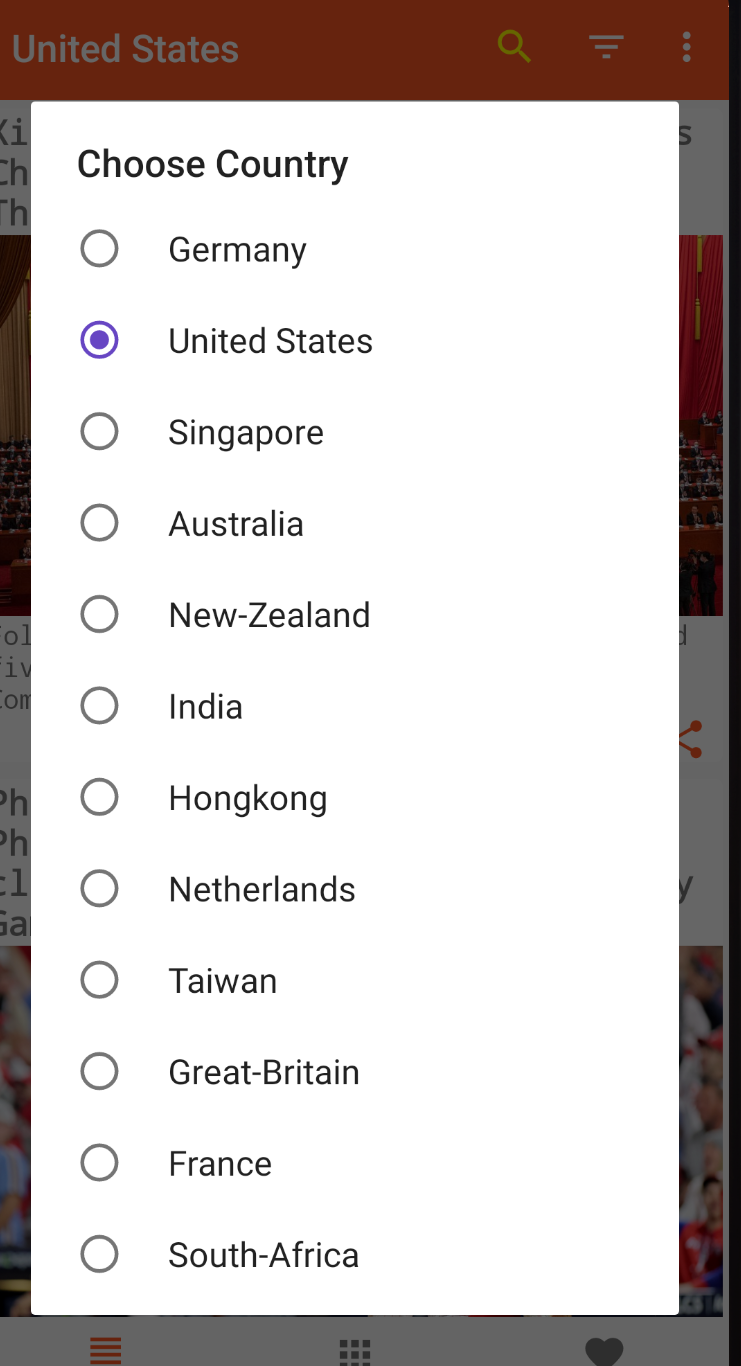 United States
Choose Country
Germany
United States
Singapore
Australia
New-Zealand
India
Hongkong
Netherlands
Taiwan
Great-Britain
France
South-Africa